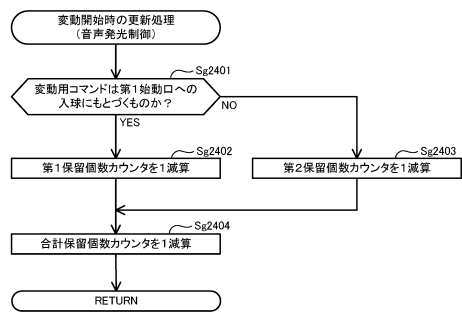 変動開始時の更新処理
(音声発光制御)
Sg2401
変動用コマンドは第1始動口への
入球にもとづくものか?
NO
YES
Sg2402
第1保留個数カウンタを1減算
Sg2403
第2保留個数カウンタを1減算
Sg2404
合計保留個数カウンタを1減算
RETURN